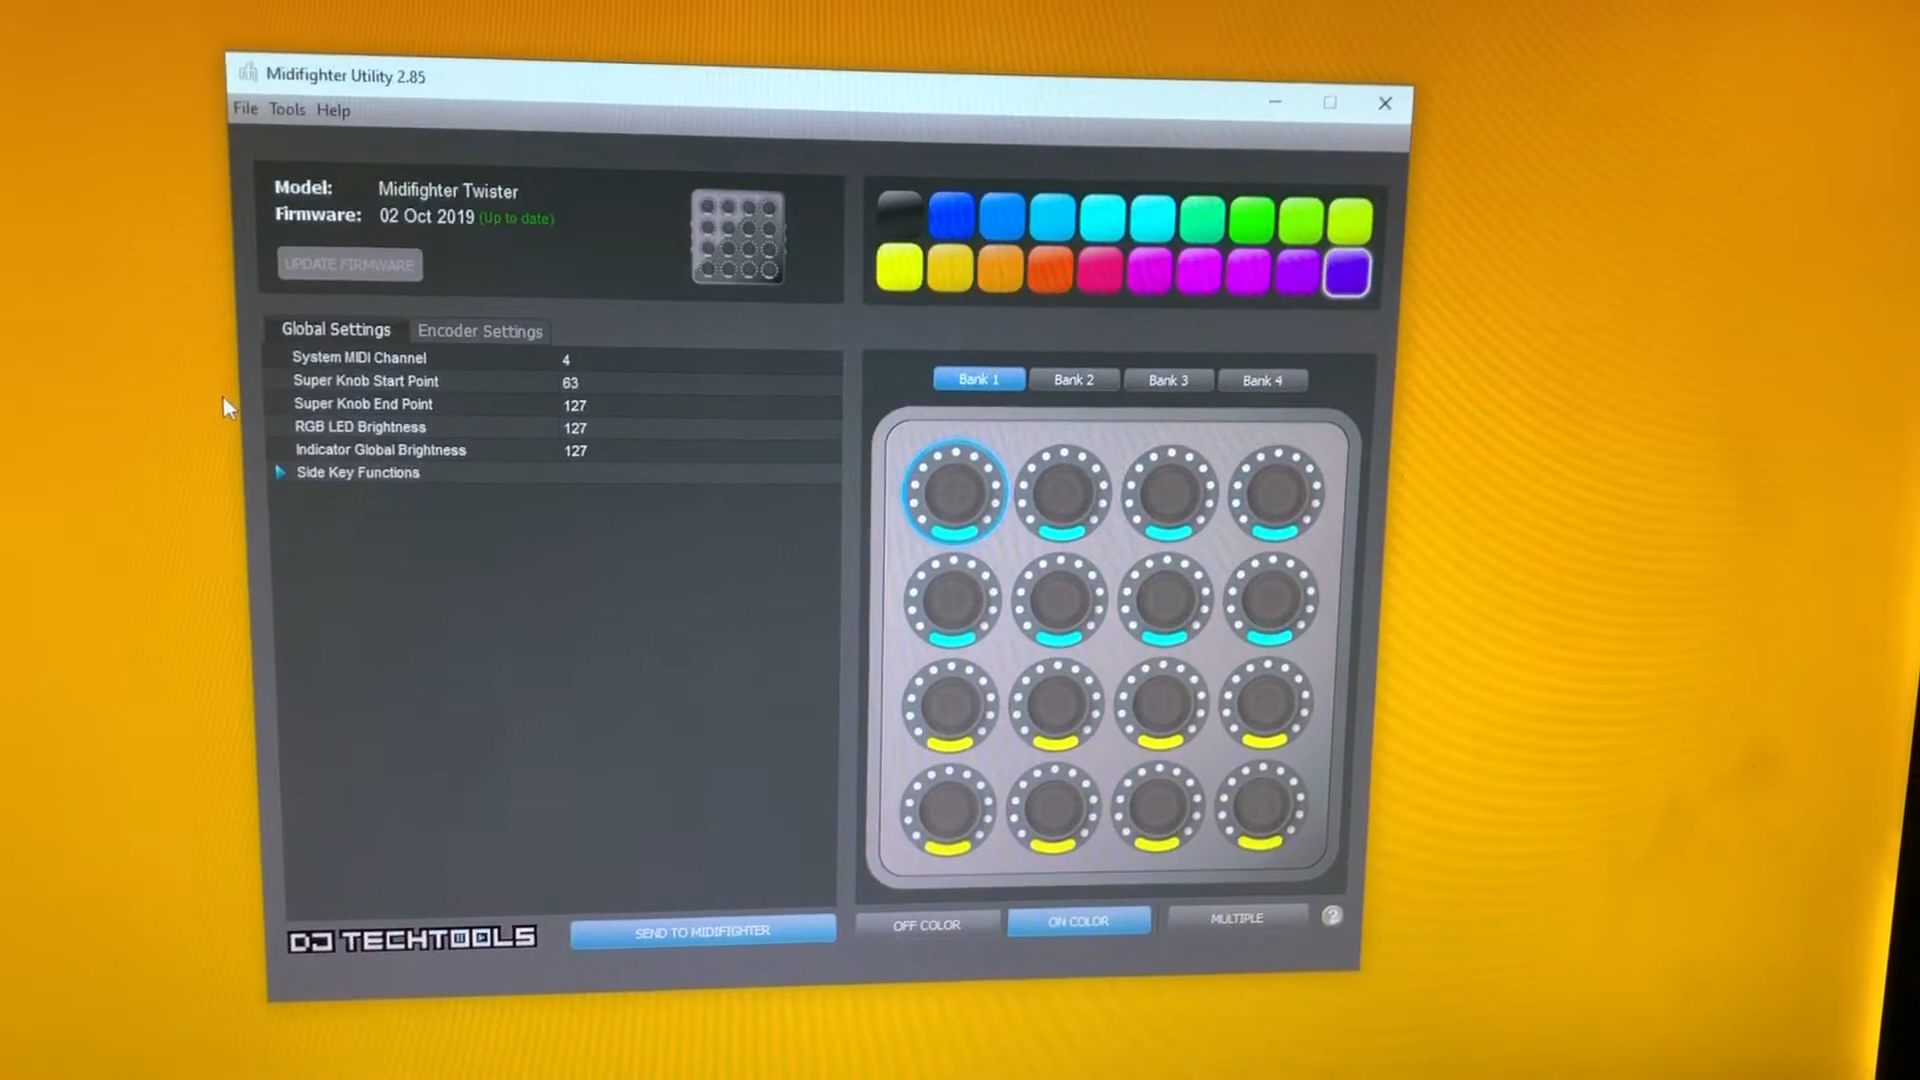 Midifighter Utility 2.85
File Tools Help
Model: Midifighter Twister
Firmware: 02 Oct 2019 (Up to date)
UPDATE FIRMWARE
Global Settings Encoder Settings
System MIDI Channel 4
Super Knob Start Point 63
Super Knob End Point 127
RGB LED Brightness 127
Indicator Global Brightness 127
Side Key Functions
Bank 1 Bank 2 Bank 3 Bank 4
DJ TECHTOOLS
SEND TO MIDIFIGHTER
OFF COLOR ON COLOR MULTIPLE ?